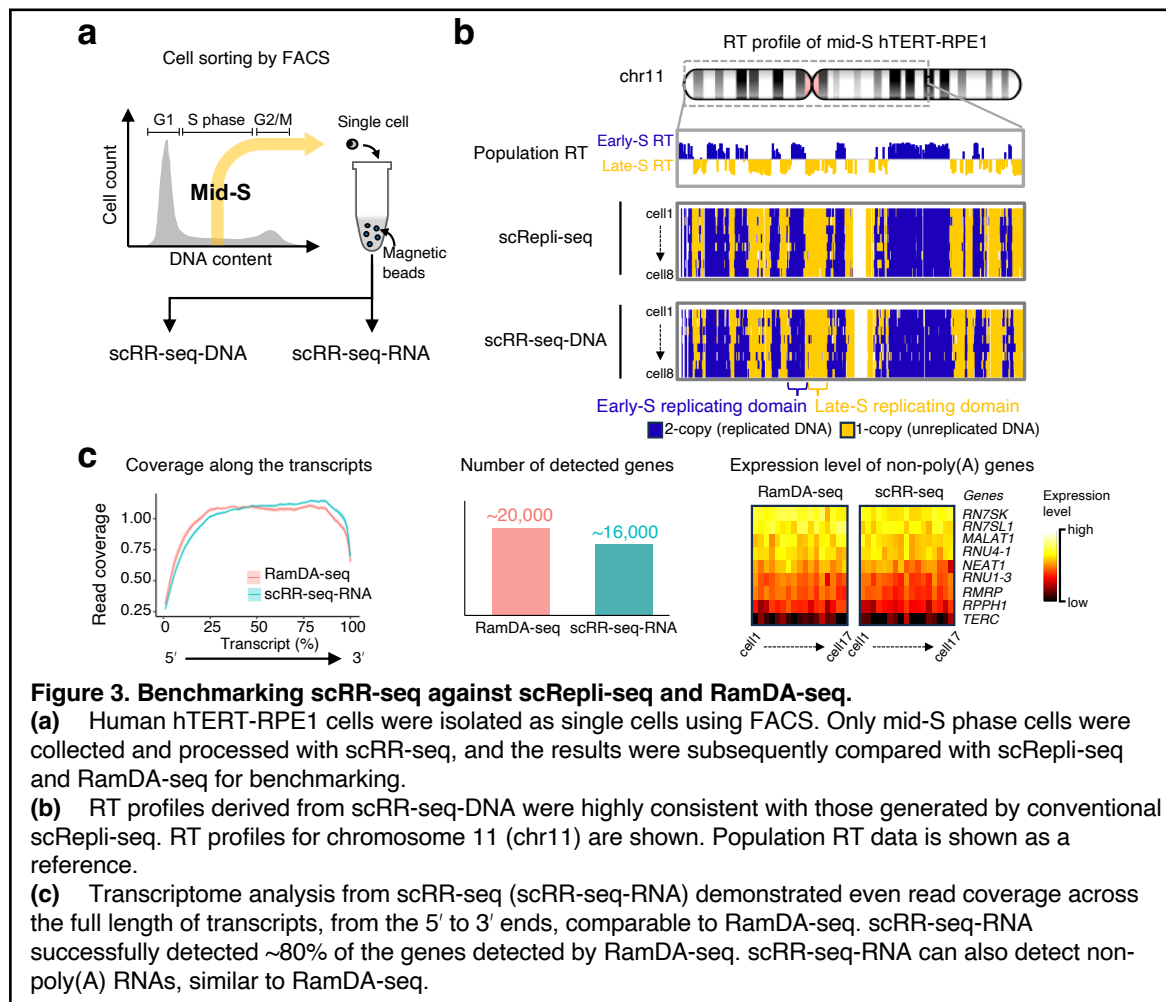 a
Cell sorting by FACS
G1
S phase
G2/M
Single cell
Cell count
Mid-S
DNA content
Magnetic
beads
scRR-seq-DNA
scRR-seq-RNA
b
RT profile of mid-S hTERT-RPE1
chr11
Population RT
Early-S RT
Late-S RT
scRepli-seq
cell1
cell8
scRR-seq-DNA
cell1
cell8
Early-S replicating domain
Late-S replicating domain
2-copy (replicated DNA)
1-copy (unreplicated DNA)
c
Coverage along the transcripts
Read coverage
1.00
0.75
0.50
0.25
RamDA-seq
scRR-seq-RNA
0
25
50
75
100
Transcript (%)
5′
3′
Number of detected genes
~20,000
~16,000
RamDA-seq
scRR-seq-RNA
Expression level of non-poly(A) genes
RamDA-seq
scRR-seq
Genes
RN7SK
RN7SL1
MALAT1
RNU4-1
NEAT1
RNU1-3
RMRP
RPPH1
TERC
cell1
cell17
cell1
cell17
Expression
level
high
low
Figure 3. Benchmarking scRR-seq against scRepli-seq and RamDA-seq.
(a) Human hTERT-RPE1 cells were isolated as single cells using FACS. Only mid-S phase cells were
collected and processed with scRR-seq, and the results were subsequently compared with scRepli-seq
and RamDA-seq for benchmarking.
(b) RT profiles derived from scRR-seq-DNA were highly consistent with those generated by conventional
scRepli-seq. RT profiles for chromosome 11 (chr11) are shown. Population RT data is shown as a
reference.
(c) Transcriptome analysis from scRR-seq (scRR-seq-RNA) demonstrated even read coverage across
the full length of transcripts, from the 5′ to 3′ ends, comparable to RamDA-seq. scRR-seq-RNA
successfully detected ~80% of the genes detected by RamDA-seq. scRR-seq-RNA can also detect non-
poly(A) RNAs, similar to RamDA-seq.